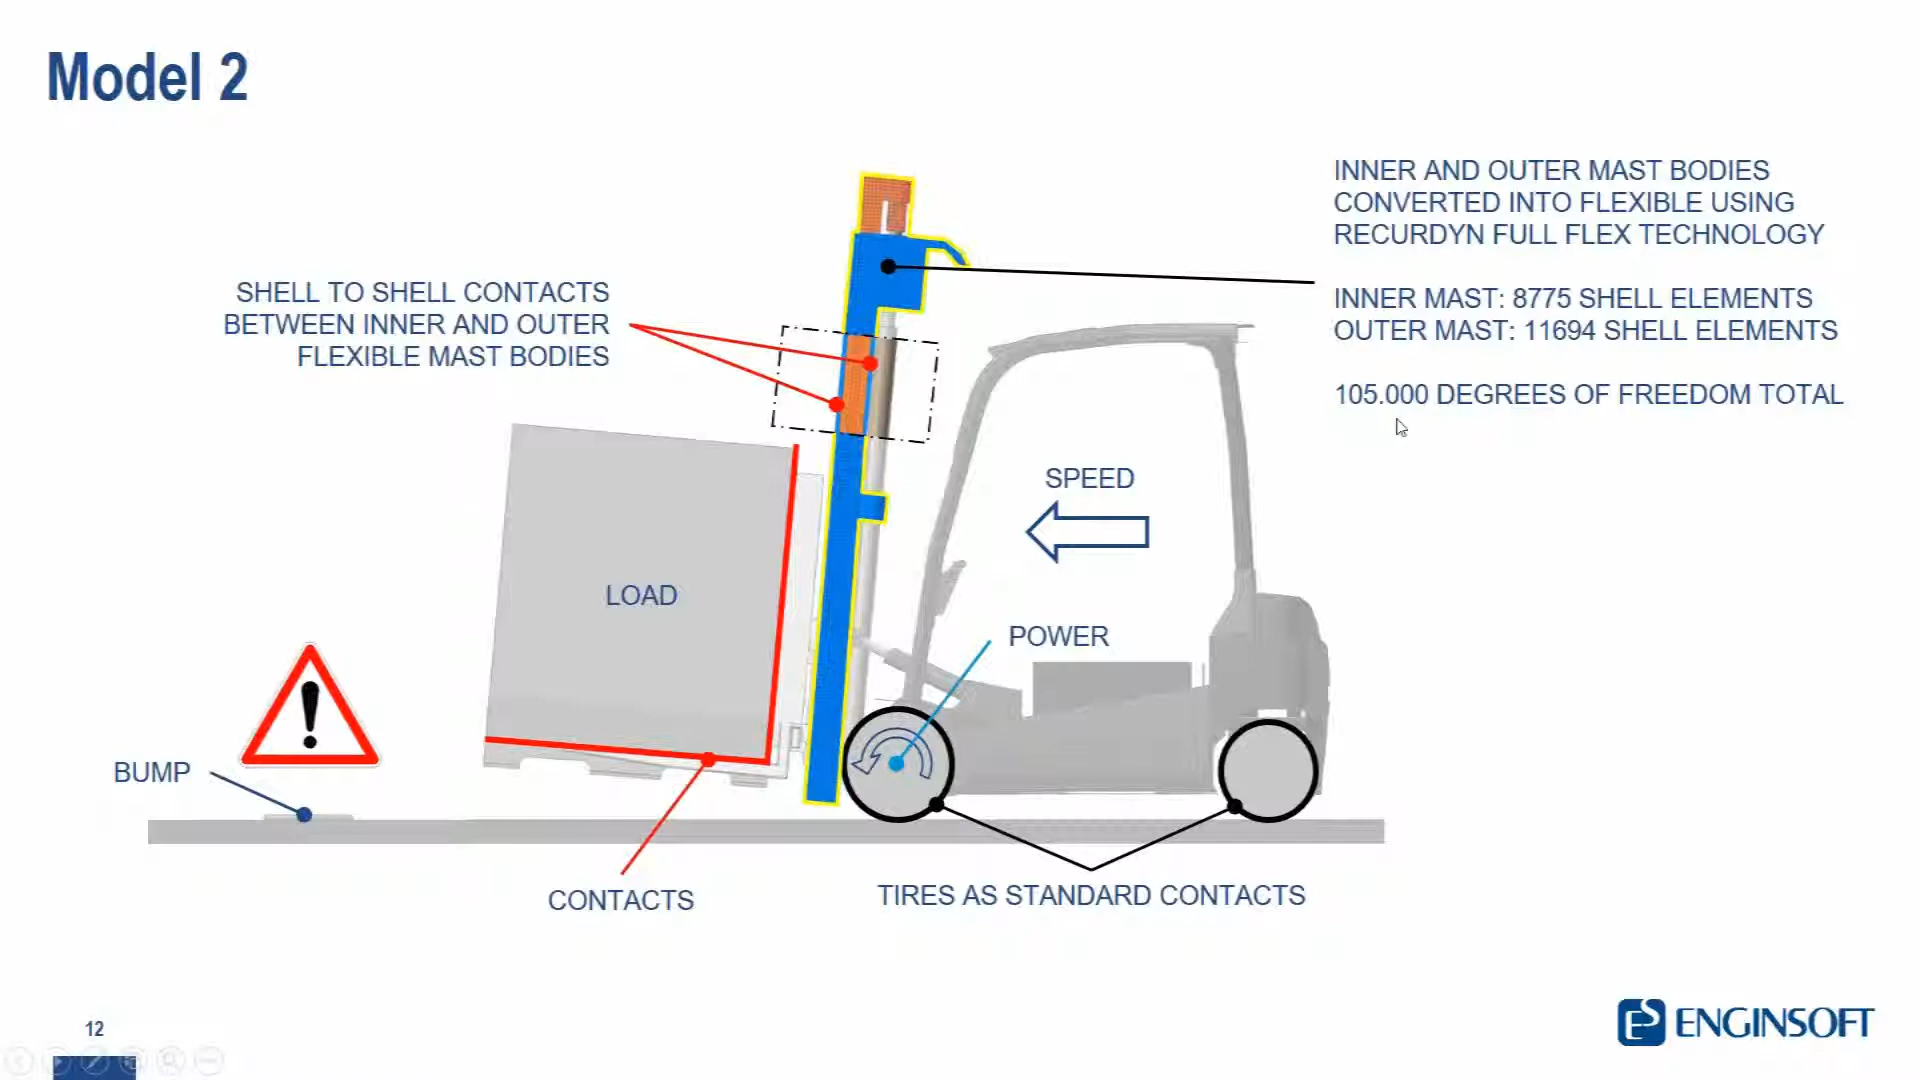 Model 2
INNER AND OUTER MAST BODIES
CONVERTED INTO FLEXIBLE USING
RECURDYN FULL FLEX TECHNOLOGY
INNER MAST: 8775 SHELL ELEMENTS
OUTER MAST: 11694 SHELL ELEMENTS
105.000 DEGREES OF FREEDOM TOTAL
SHELL TO SHELL CONTACTS
BETWEEN INNER AND OUTER
FLEXIBLE MAST BODIES
SPEED
LOAD
POWER
BUMP
CONTACTS
TIRES AS STANDARD CONTACTS
12
ES ENGINSOFT